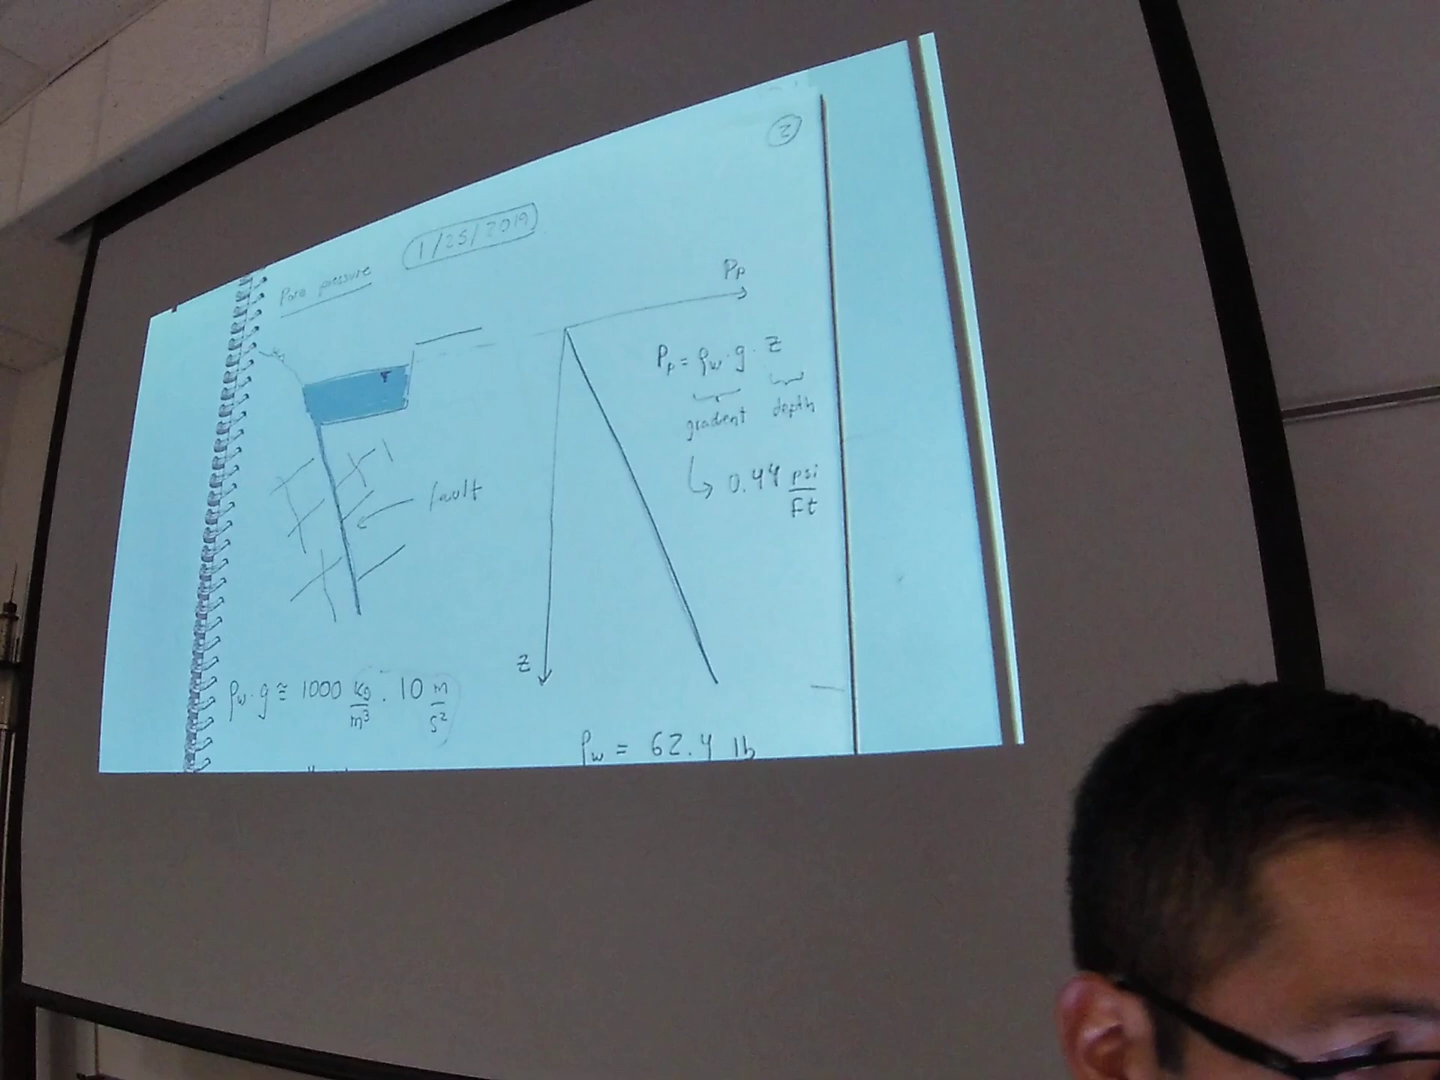 2
1/25/2019
Pore pressure
Pp
Pp = ρw · g · z
gradient depth
↳ 0.44 psi/Ft
fault
z
ρw · g ≅ 1000 kg/m³ · 10 m/s²
ρw = 62.4 lb